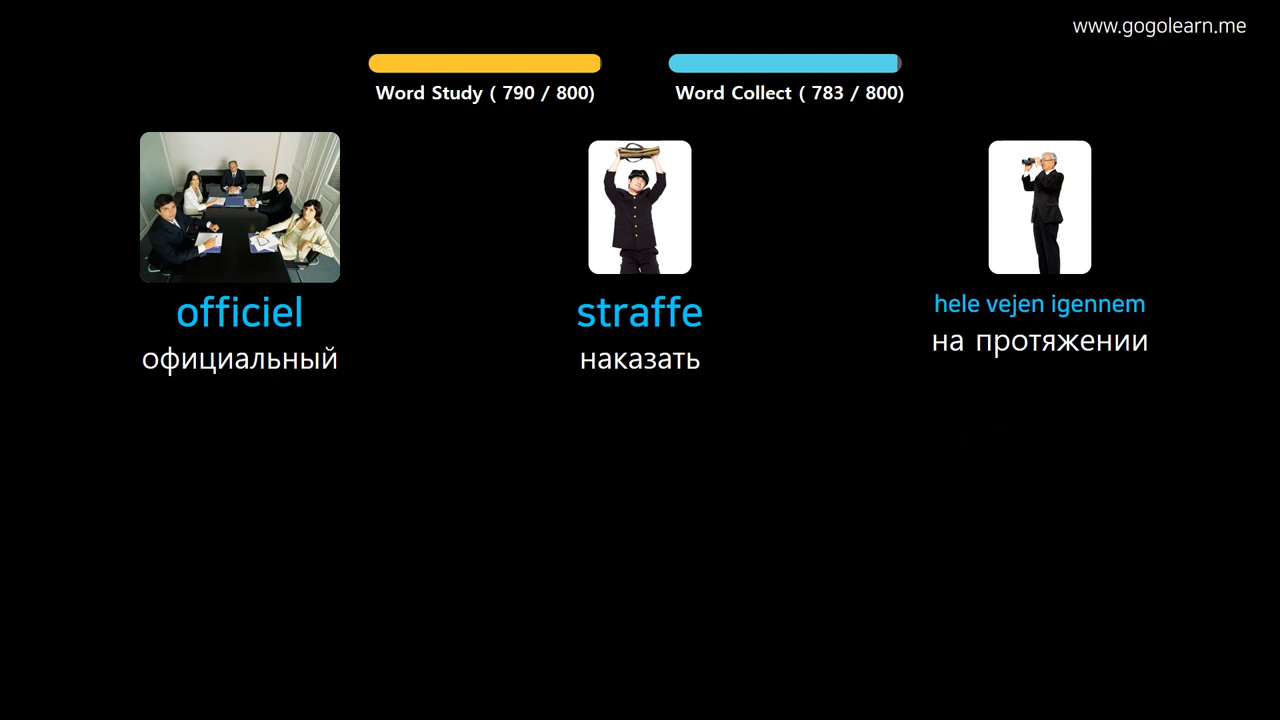 www.gogolearn.me
Word Study ( 790 / 800)
Word Collect ( 783 / 800)
officiel
официальный
straffe
наказать
hele vejen igennem
на протяжении